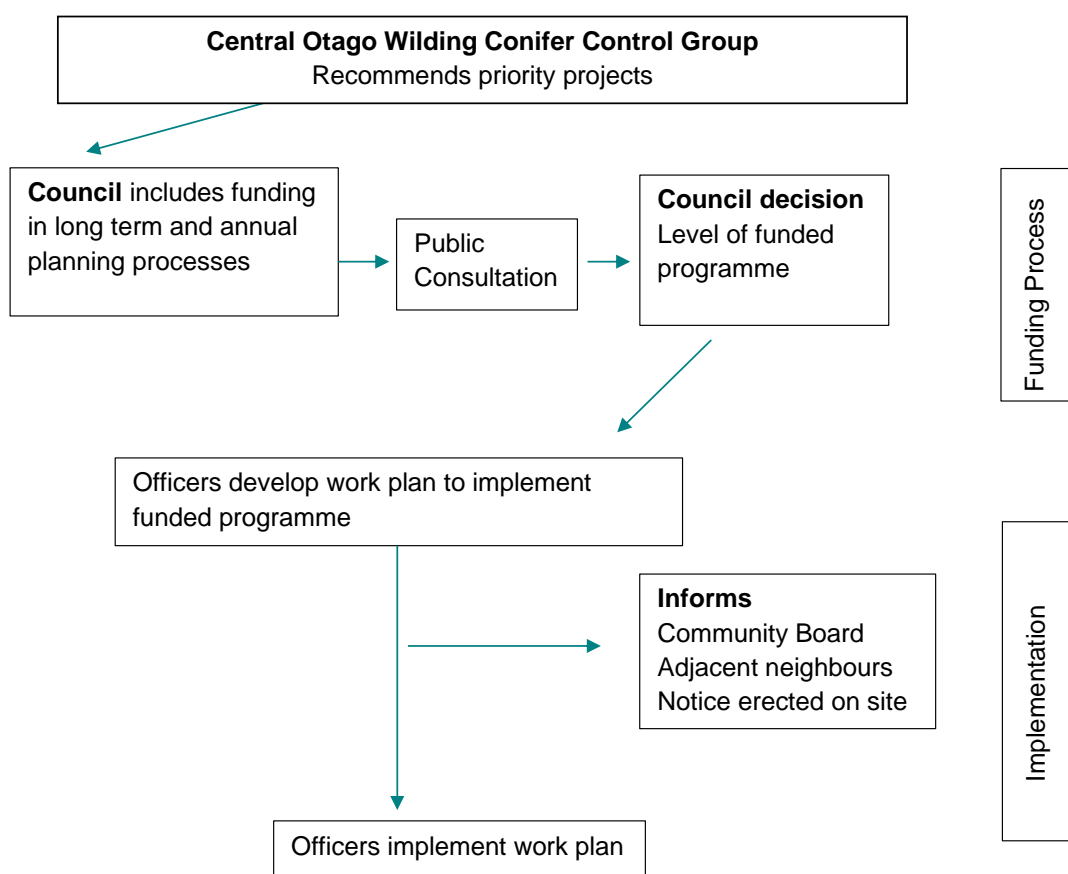 Central Otago Wilding Conifer Control Group
Recommends priority projects
Council includes funding
in long term and annual
planning processes
Public
Consultation
Council decision
Level of funded
programme
Funding Process
Officers develop work plan to implement
funded programme
Informs
Community Board
Adjacent neighbours
Notice erected on site
Implementation
Officers implement work plan